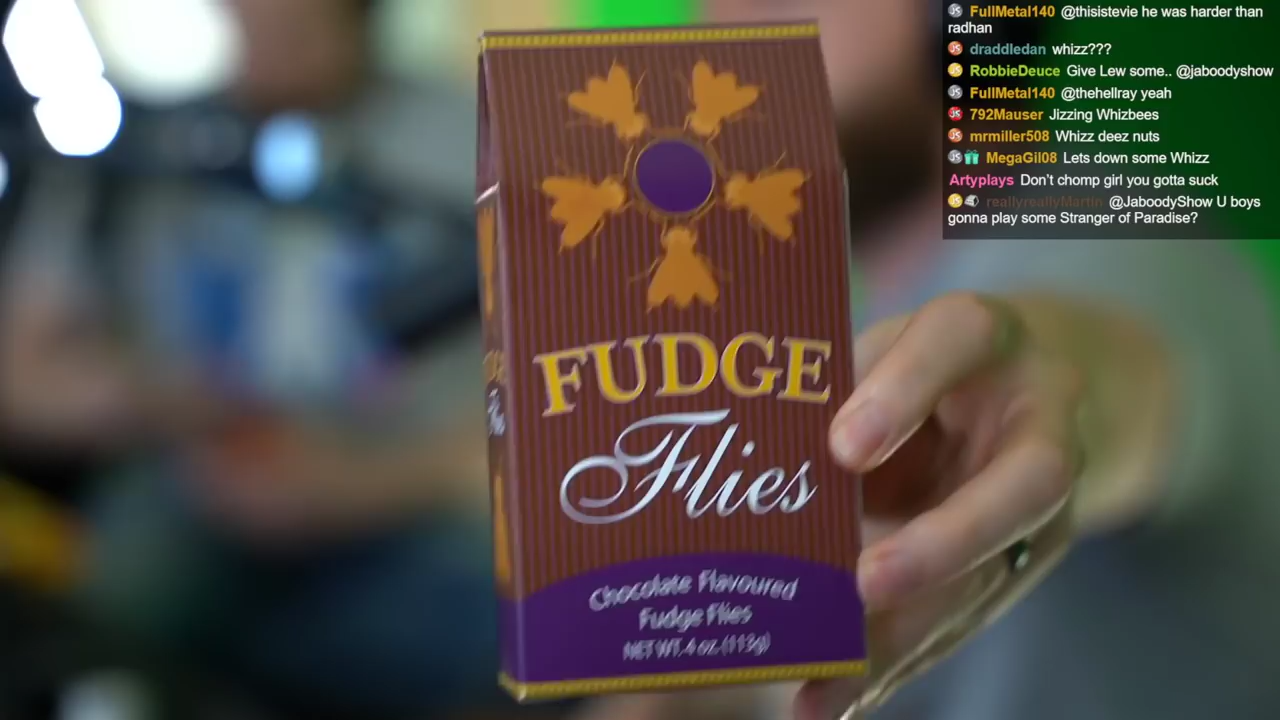 FUDGE
Flies
Chocolate Flavoured
Fudge Flies
NET WT. 4 oz. (113g)
FullMetal140 @thisistevie he was harder than
radhan
draddledan whizz???
RobbieDeuce Give Lew some.. @jaboodyshow
FullMetal140 @thehellray yeah
792Mauser Jizzing Whizbees
mrmiller508 Whizz deez nuts
MegaGil08 Lets down some Whizz
Artyplays Don't chomp girl you gotta suck
reallyreallyMartin @JaboodyShow U boys
gonna play some Stranger of Paradise?